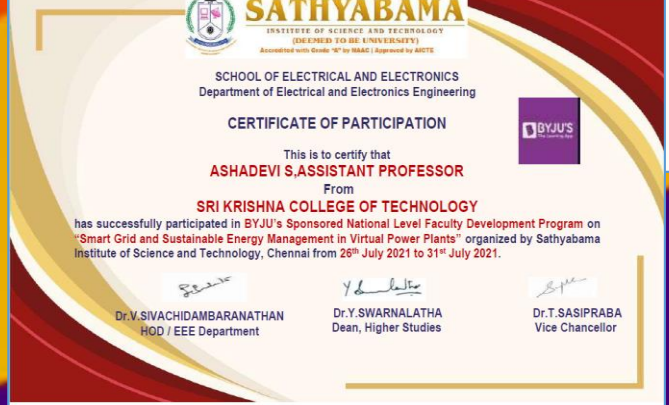 SATHYABAMA
INSTITUTE OF SCIENCE AND TECHNOLOGY
(DEEMED TO BE UNIVERSITY)
Accredited with Grade "A" by NAAC | Approved by AICTE
SCHOOL OF ELECTRICAL AND ELECTRONICS
Department of Electrical and Electronics Engineering
CERTIFICATE OF PARTICIPATION
BYJU'S
The Learning App
This is to certify that
ASHADEVI S,ASSISTANT PROFESSOR
From
SRI KRISHNA COLLEGE OF TECHNOLOGY
has successfully participated in BYJU's Sponsored National Level Faculty Development Program on
"Smart Grid and Sustainable Energy Management in Virtual Power Plants" organized by Sathyabama
Institute of Science and Technology, Chennai from 26th July 2021 to 31st July 2021.
Dr.V.SIVACHIDAMBARANATHAN
HOD / EEE Department
Dr.Y.SWARNALATHA
Dean, Higher Studies
Dr.T.SASIPRABA
Vice Chancellor